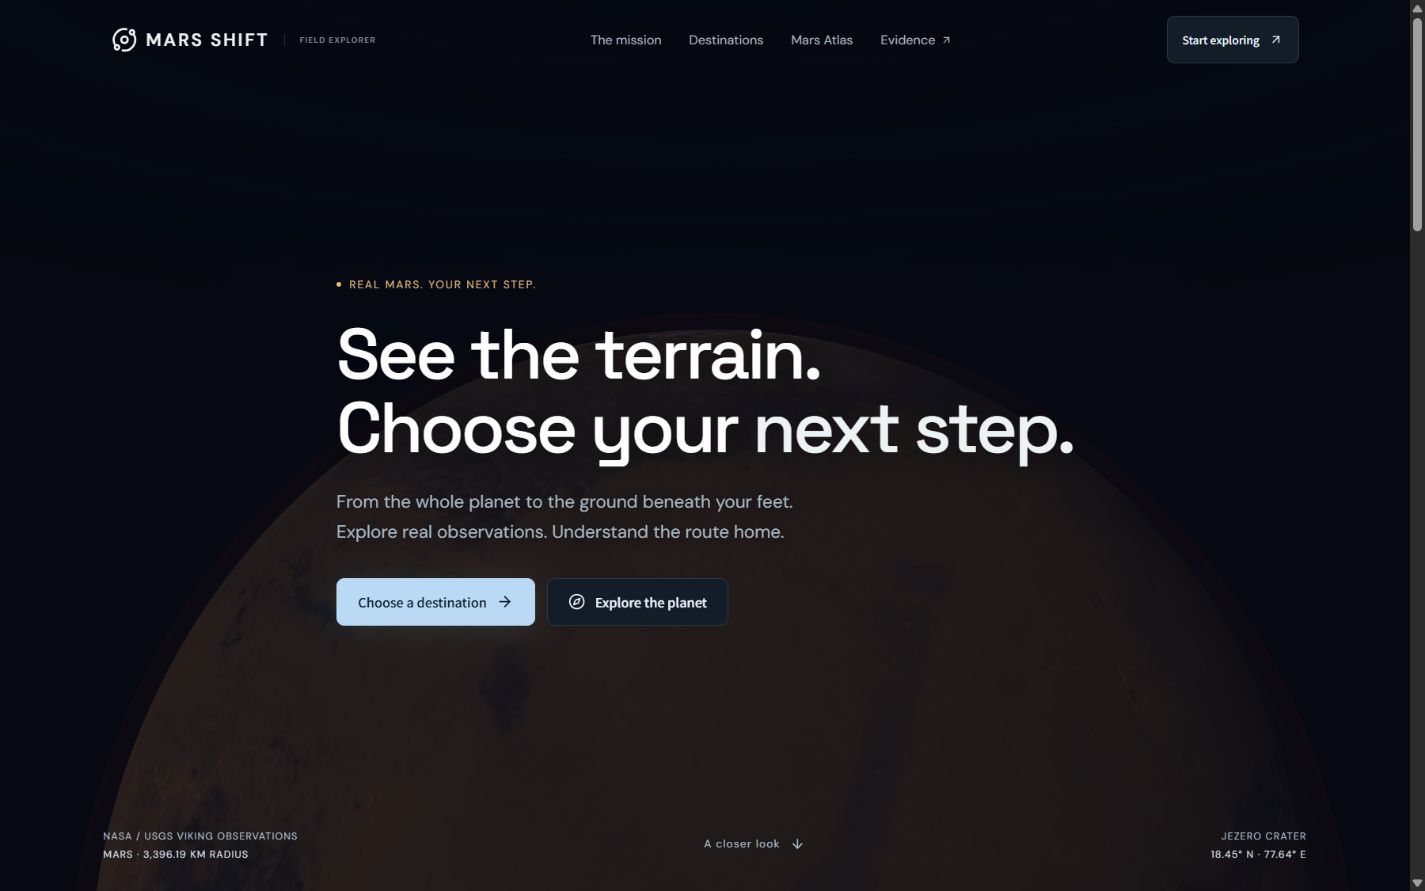 MARS SHIFT
FIELD EXPLORER
The mission
Destinations
Mars Atlas
Evidence
Start exploring
REAL MARS. YOUR NEXT STEP.
See the terrain.
Choose your next step.
From the whole planet to the ground beneath your feet.
Explore real observations. Understand the route home.
Choose a destination
Explore the planet
NASA / USGS VIKING OBSERVATIONS
MARS · 3,396.19 KM RADIUS
A closer look
JEZERO CRATER
18.45° N · 77.64° E